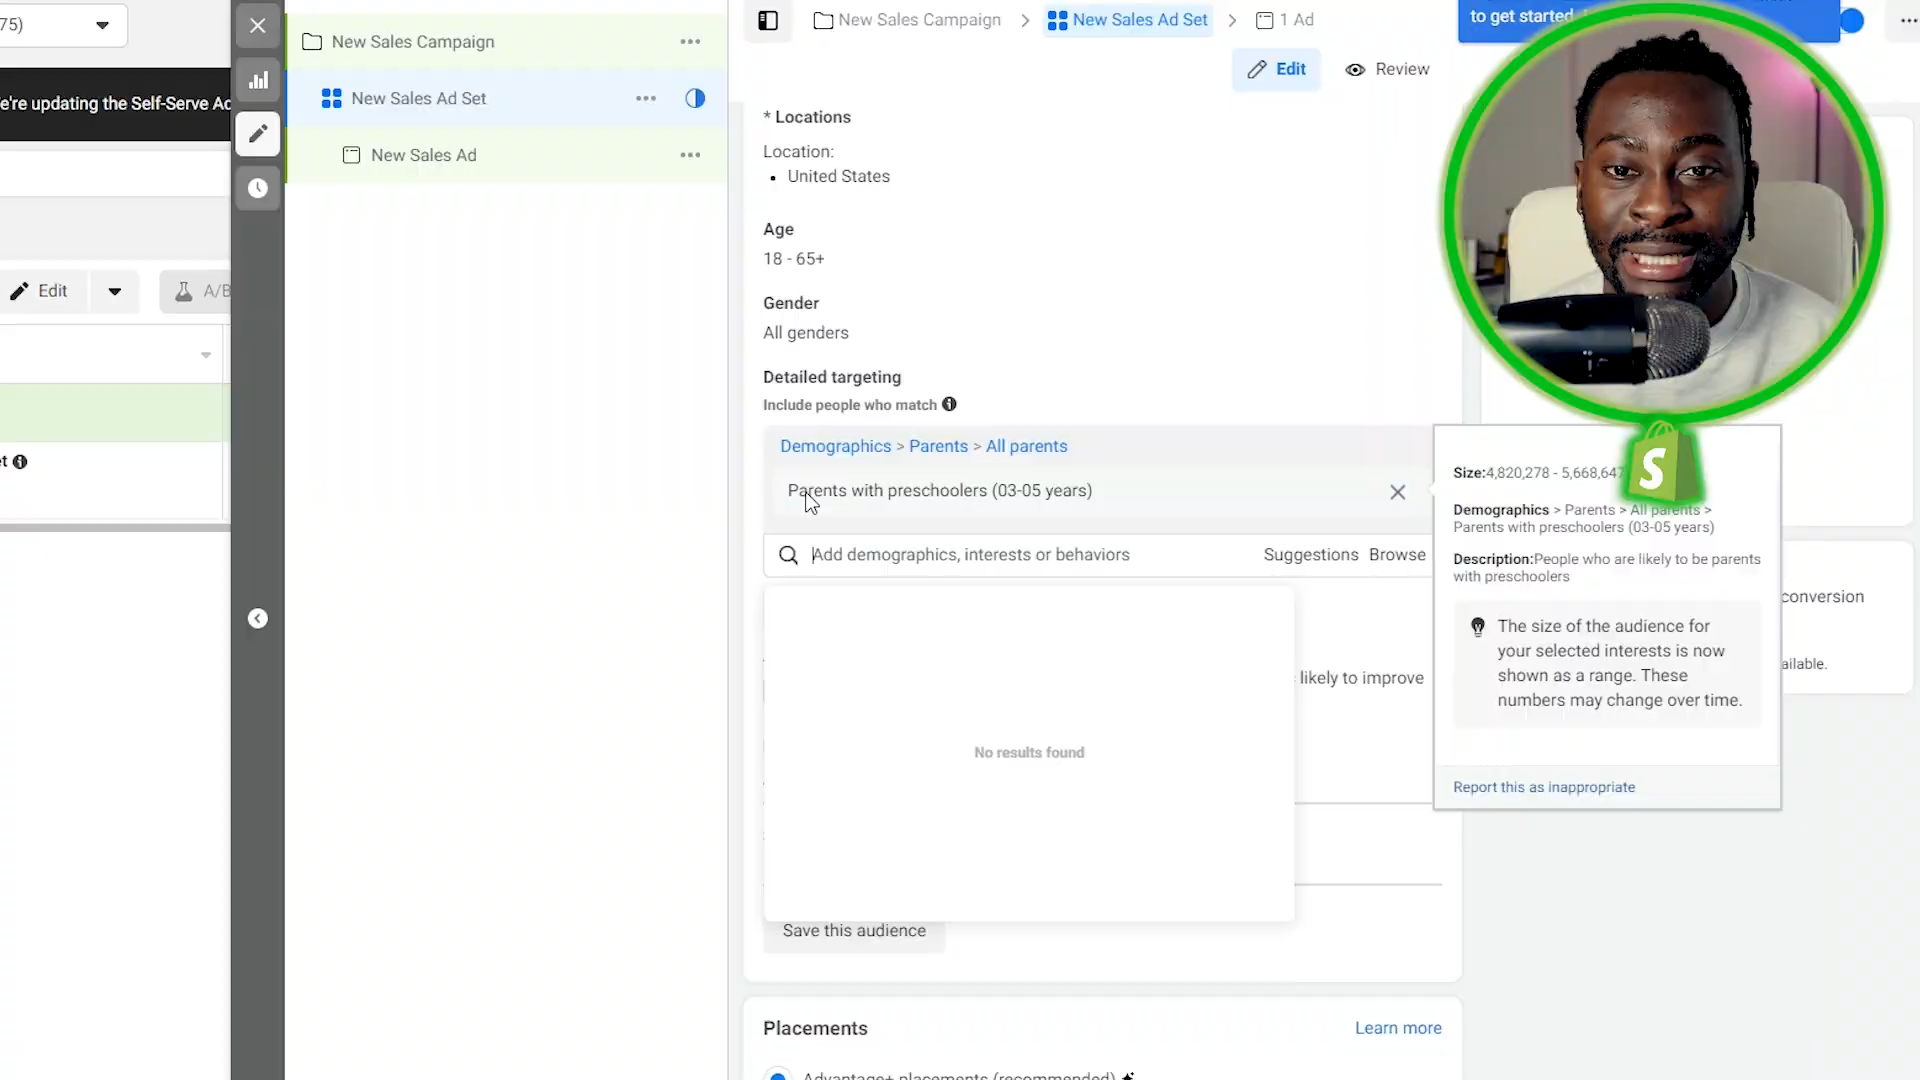 75)
e're updating the Self-Serve Ad
Edit
A/B
t
New Sales Campaign
New Sales Ad Set
New Sales Ad
New Sales Campaign > New Sales Ad Set > 1 Ad
Edit
Review
to get started
* Locations
Location:
• United States
Age
18 - 65+
Gender
All genders
Detailed targeting
Include people who match
Demographics > Parents > All parents
Parents with preschoolers (03-05 years)
Add demographics, interests or behaviors
Suggestions
Browse
No results found
likely to improve
Save this audience
Placements
Learn more
Advantage+ placements (recommended)
S
Size:4,820,278 - 5,668,647
Demographics > Parents > All parents >
Parents with preschoolers (03-05 years)
Description:People who are likely to be parents
with preschoolers
The size of the audience for
your selected interests is now
shown as a range. These
numbers may change over time.
Report this as inappropriate
conversion
ailable.